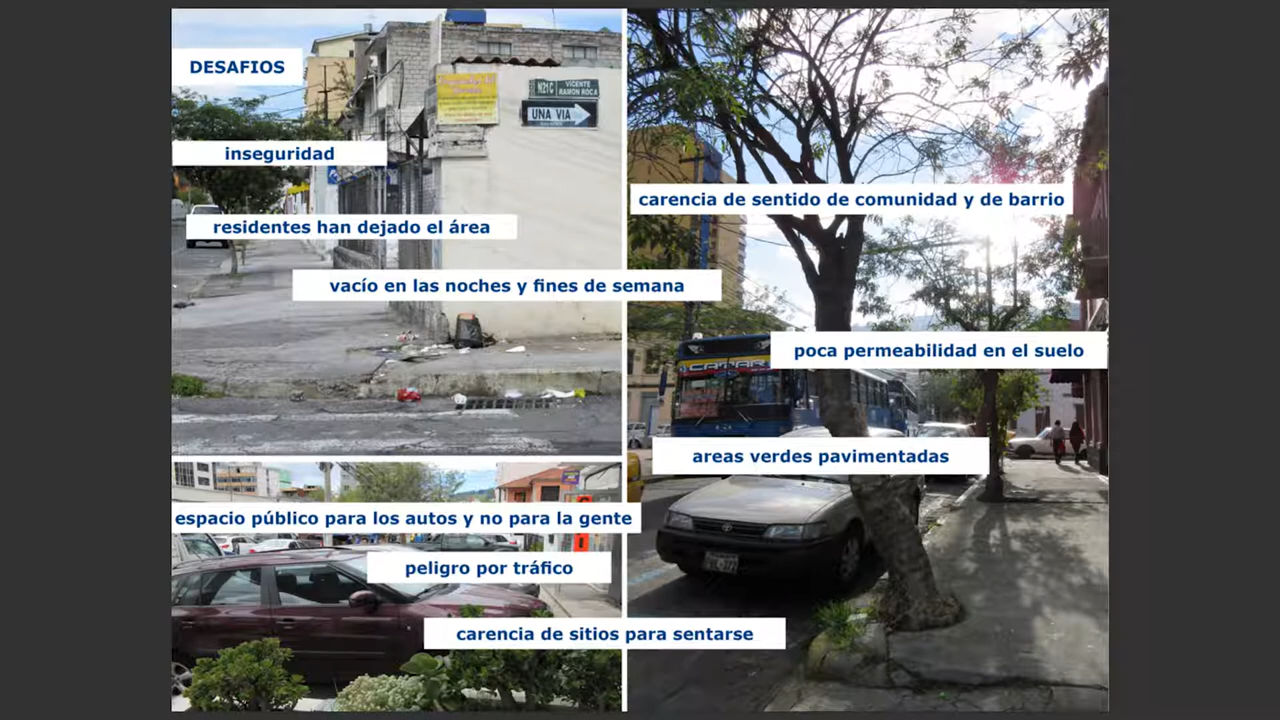 DESAFIOS
inseguridad
residentes han dejado el área
vacío en las noches y fines de semana
espacio público para los autos y no para la gente
peligro por tráfico
carencia de sitios para sentarse
carencia de sentido de comunidad y de barrio
poca permeabilidad en el suelo
areas verdes pavimentadas
N21C
VICENTE
RAMON ROCA
UNA VIA
CATAR